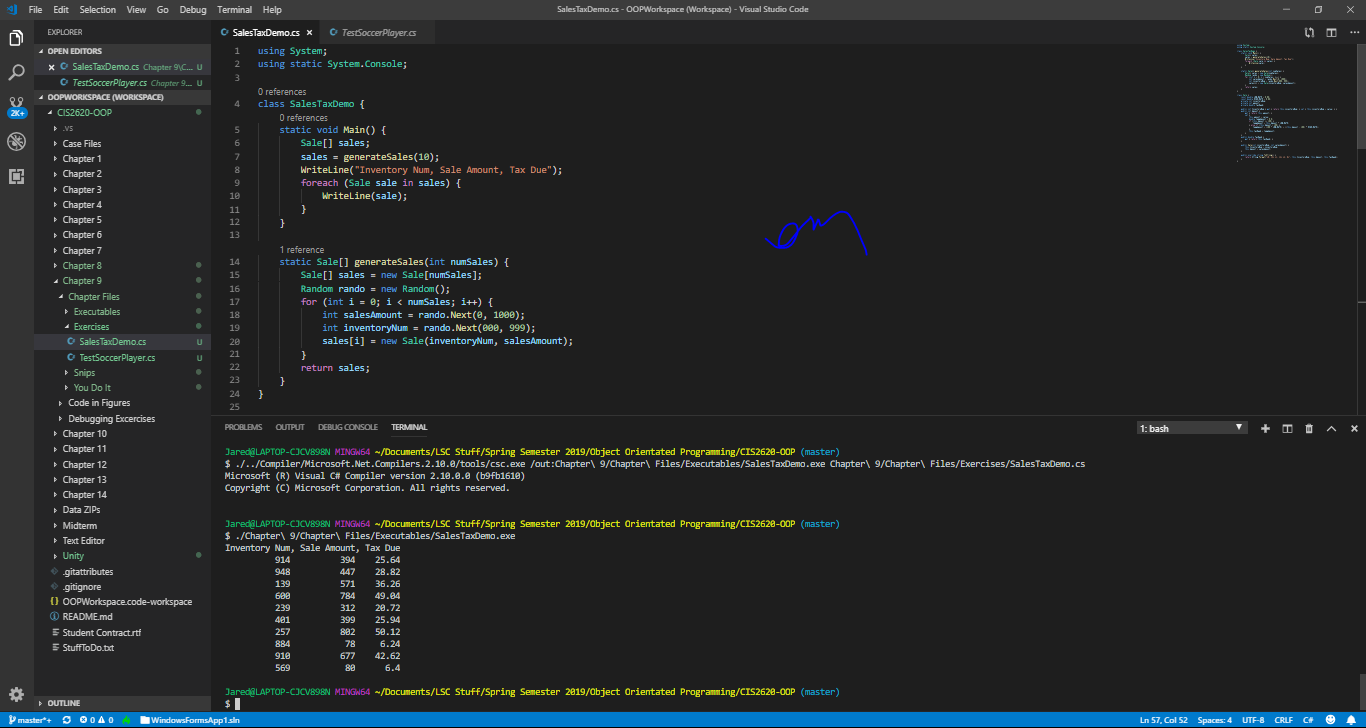 File Edit Selection View Go Debug Terminal Help
SalesTaxDemo.cs - OOPWorkspace (Workspace) - Visual Studio Code
EXPLORER
OPEN EDITORS
SalesTaxDemo.cs Chapter 9\C... U
TestSoccerPlayer.cs Chapter 9... U
OOPWORKSPACE (WORKSPACE)
CIS2620-OOP
.vs
Case Files
Chapter 1
Chapter 2
Chapter 3
Chapter 4
Chapter 5
Chapter 6
Chapter 7
Chapter 8
Chapter 9
Chapter Files
Executables
Exercises
SalesTaxDemo.cs U
TestSoccerPlayer.cs U
Snips
You Do It
Code in Figures
Debugging Excercises
Chapter 10
Chapter 11
Chapter 12
Chapter 13
Chapter 14
Data ZIPs
Midterm
Text Editor
Unity
.gitattributes
.gitignore
OOPWorkspace.code-workspace
README.md
Student Contract.rtf
StuffToDo.txt
OUTLINE
2K+
SalesTaxDemo.cs
TestSoccerPlayer.cs
1 using System;
2 using static System.Console;
3
0 references
4 class SalesTaxDemo {
0 references
5 static void Main() {
6 Sale[] sales;
7 sales = generateSales(10);
8 WriteLine("Inventory Num, Sale Amount, Tax Due");
9 foreach (Sale sale in sales) {
10 WriteLine(sale);
11 }
12 }
13
1 reference
14 static Sale[] generateSales(int numSales) {
15 Sale[] sales = new Sale[numSales];
16 Random rando = new Random();
17 for (int i = 0; i < numSales; i++) {
18 int salesAmount = rando.Next(0, 1000);
19 int inventoryNum = rando.Next(000, 999);
20 sales[i] = new Sale(inventoryNum, salesAmount);
21 }
22 return sales;
23 }
24 }
25
PROBLEMS OUTPUT DEBUG CONSOLE TERMINAL
1: bash
Jared@LAPTOP-CJCV898N MINGW64 ~/Documents/LSC Stuff/Spring Semester 2019/Object Orientated Programming/CIS2620-OOP (master)
$ ./../Compiler/Microsoft.Net.Compilers.2.10.0/tools/csc.exe /out:Chapter\ 9/Chapter\ Files/Executables/SalesTaxDemo.exe Chapter\ 9/Chapter\ Files/Exercises/SalesTaxDemo.cs
Microsoft (R) Visual C# Compiler version 2.10.0.0 (b9fb1610)
Copyright (C) Microsoft Corporation. All rights reserved.
Jared@LAPTOP-CJCV898N MINGW64 ~/Documents/LSC Stuff/Spring Semester 2019/Object Orientated Programming/CIS2620-OOP (master)
$ ./Chapter\ 9/Chapter\ Files/Executables/SalesTaxDemo.exe
Inventory Num, Sale Amount, Tax Due
914 394 25.64
948 447 28.82
139 571 36.26
600 784 49.04
239 312 20.72
401 399 25.94
257 802 50.12
884 78 6.24
910 677 42.62
569 80 6.4
Jared@LAPTOP-CJCV898N MINGW64 ~/Documents/LSC Stuff/Spring Semester 2019/Object Orientated Programming/CIS2620-OOP (master)
$
master*+ 0 0 WindowsFormsApp1.sln
Ln 57, Col 52 Spaces: 4 UTF-8 CRLF C#